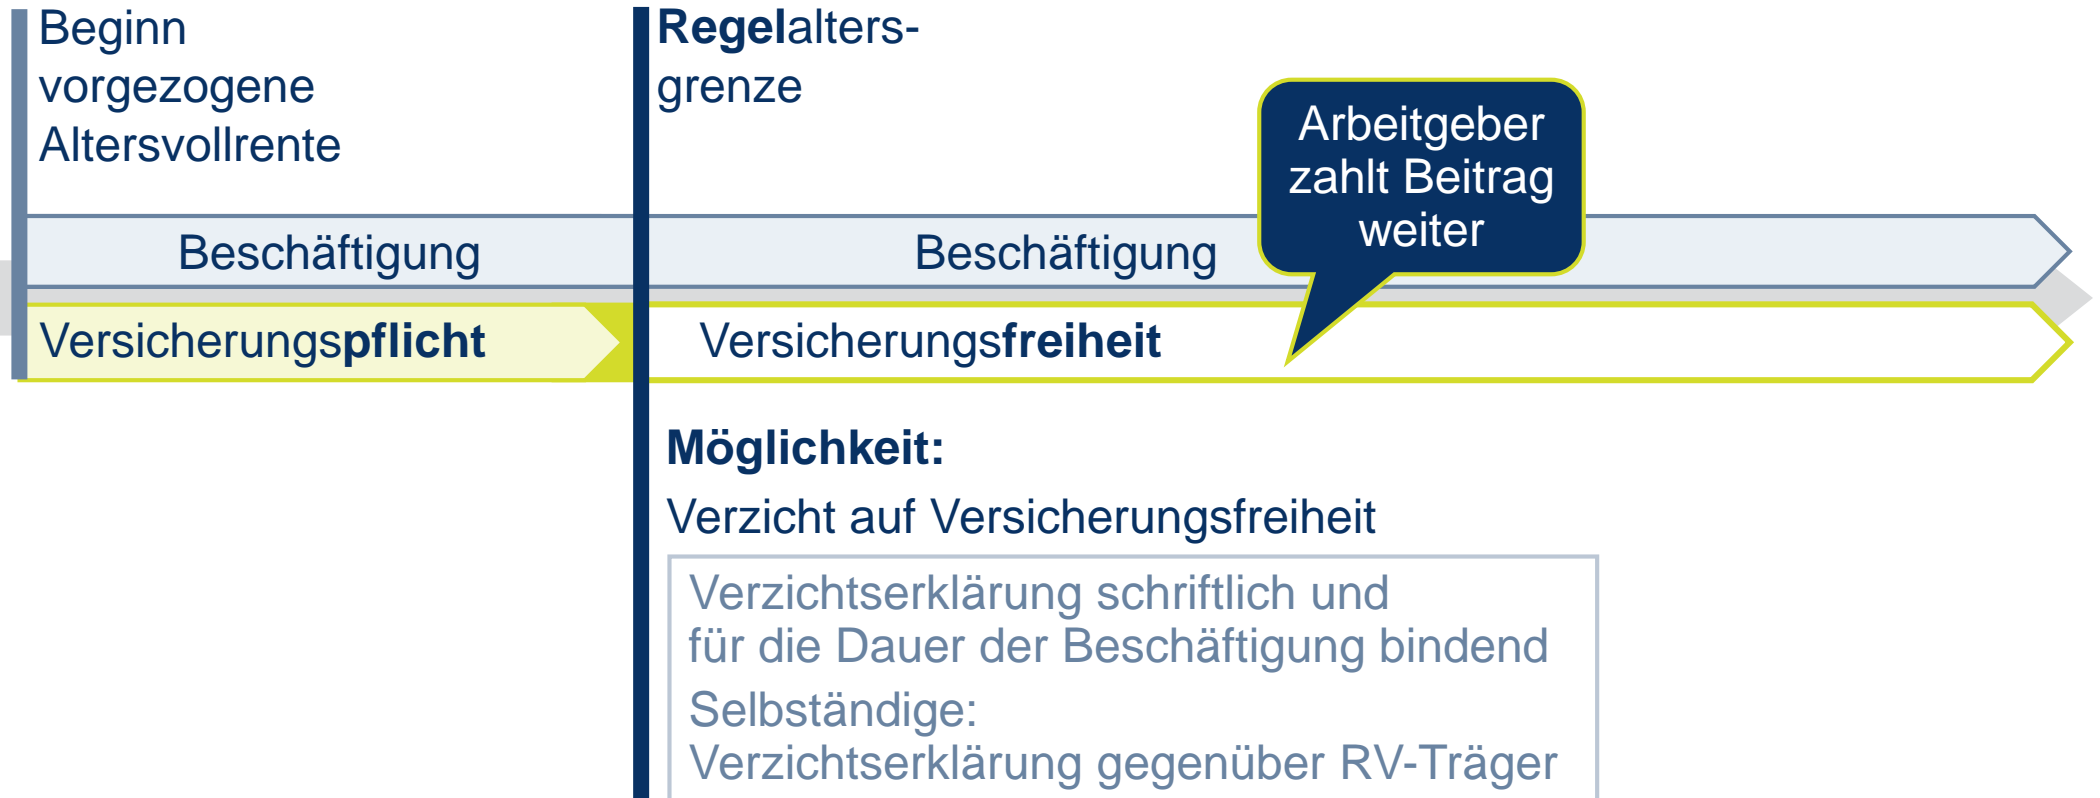 Beginn
vorgezogene
Altersvollrente
Regelalters-
grenze
Arbeitgeber
zahlt Beitrag
weiter
Beschäftigung
Beschäftigung
Versicherungspflicht
Versicherungsfreiheit
Möglichkeit:
Verzicht auf Versicherungsfreiheit
Verzichtserklärung schriftlich und
für die Dauer der Beschäftigung bindend
Selbständige:
Verzichtserklärung gegenüber RV-Träger